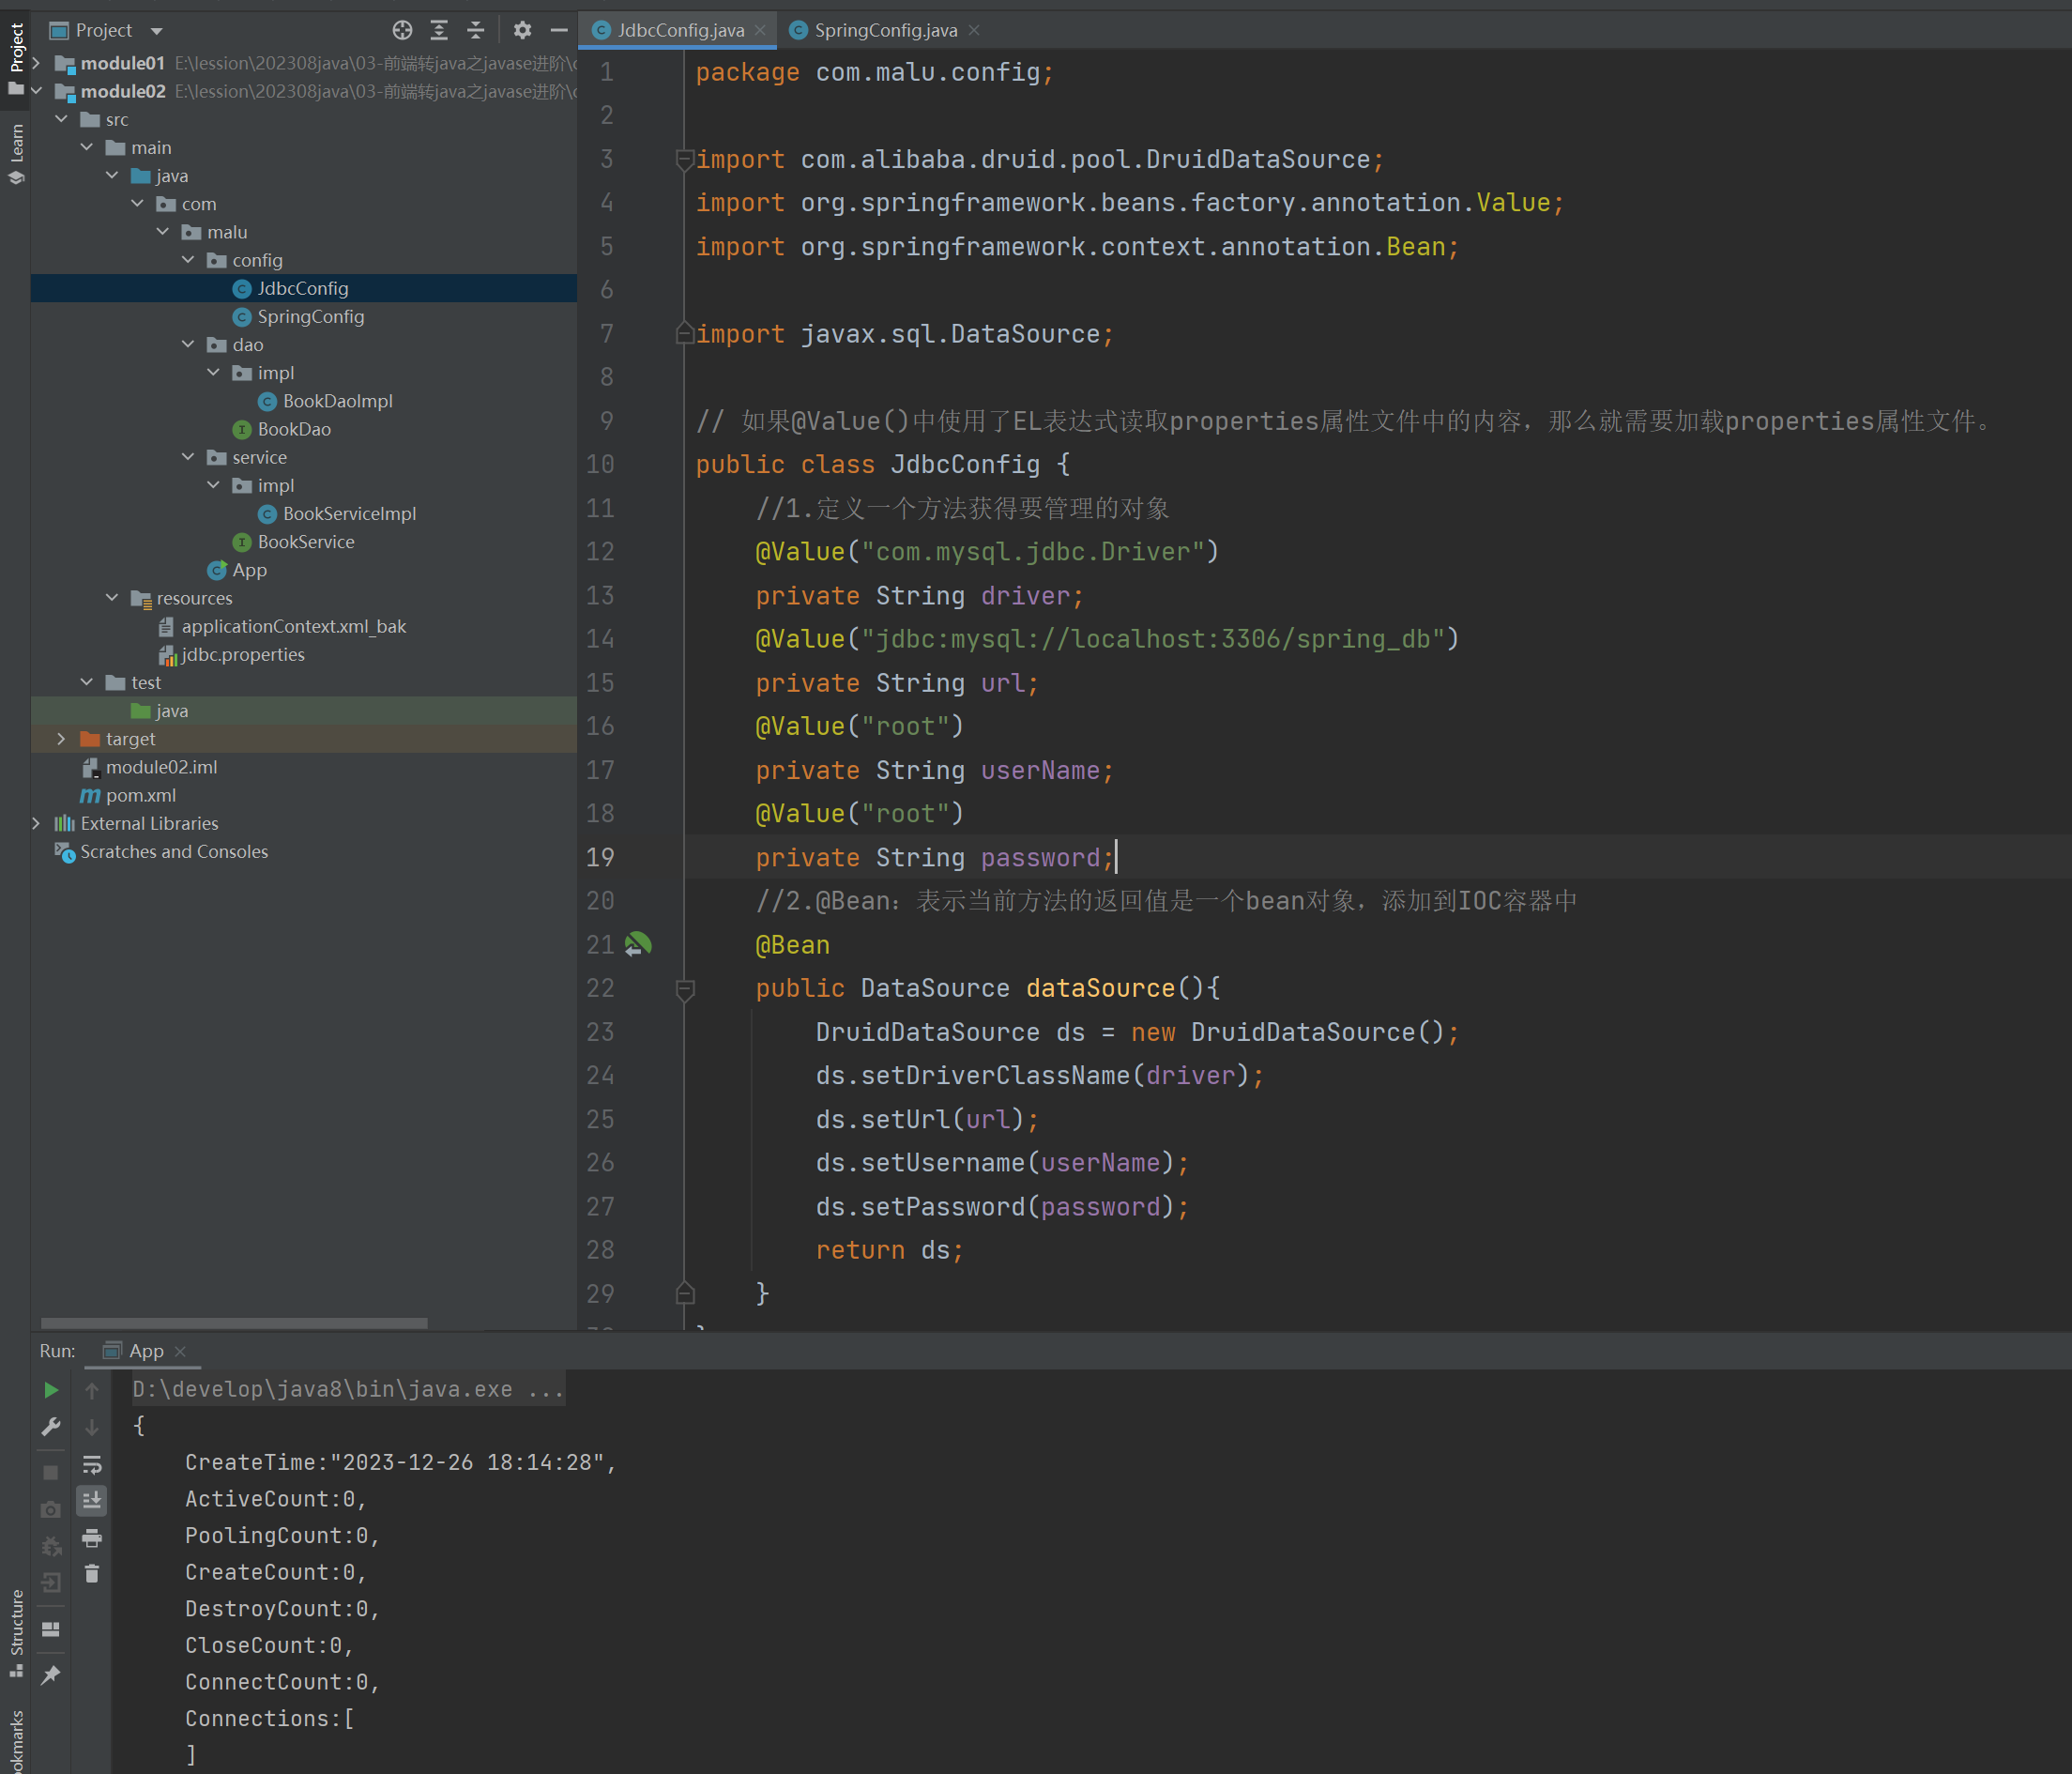 Project
JdbcConfig.java
SpringConfig.java
Project
Learn
Structure
module01 E:\lession\202308java\03-前端转java之javase进阶\
module02 E:\lession\202308java\03-前端转java之javase进阶\
src
main
java
com
malu
config
JdbcConfig
SpringConfig
dao
impl
BookDaoImpl
BookDao
service
impl
BookServiceImpl
BookService
App
resources
applicationContext.xml_bak
jdbc.properties
test
java
target
module02.iml
pom.xml
External Libraries
Scratches and Consoles
1 package com.malu.config;
2
3 import com.alibaba.druid.pool.DruidDataSource;
4 import org.springframework.beans.factory.annotation.Value;
5 import org.springframework.context.annotation.Bean;
6
7 import javax.sql.DataSource;
8
9 // 如果@Value()中使用了EL表达式读取properties属性文件中的内容，那么就需要加载properties属性文件。
10 public class JdbcConfig {
11 //1.定义一个方法获得要管理的对象
12 @Value("com.mysql.jdbc.Driver")
13 private String driver;
14 @Value("jdbc:mysql://localhost:3306/spring_db")
15 private String url;
16 @Value("root")
17 private String userName;
18 @Value("root")
19 private String password;
20 //2.@Bean：表示当前方法的返回值是一个bean对象，添加到IOC容器中
21 @Bean
22 public DataSource dataSource(){
23 DruidDataSource ds = new DruidDataSource();
24 ds.setDriverClassName(driver);
25 ds.setUrl(url);
26 ds.setUsername(userName);
27 ds.setPassword(password);
28 return ds;
29 }
Run: App
D:\develop\java8\bin\java.exe ...
{
CreateTime:"2023-12-26 18:14:28",
ActiveCount:0,
PoolingCount:0,
CreateCount:0,
DestroyCount:0,
CloseCount:0,
ConnectCount:0,
Connections:[
]